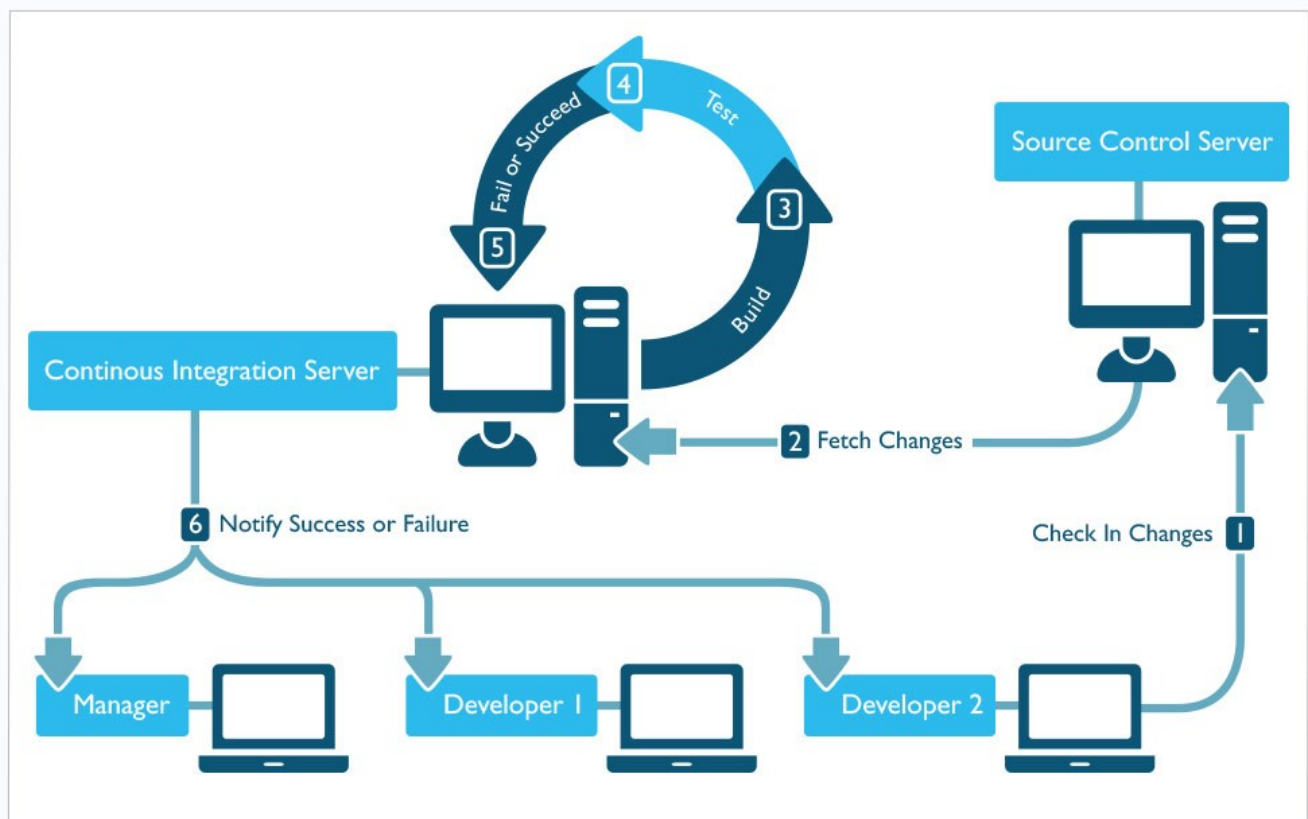 4
Test
Fail or Succeed
Source Control Server
3
5
Build
Continous Integration Server
2 Fetch Changes
6 Notify Success or Failure
Check In Changes 1
Manager
Developer 1
Developer 2